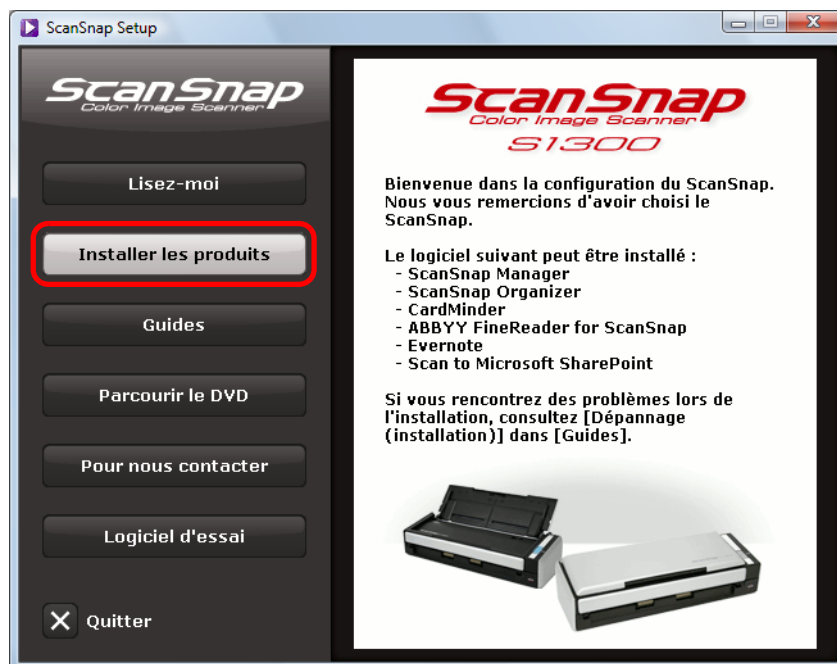 ScanSnap Setup
ScanSnap
Color Image Scanner
Lisez-moi
Installer les produits
Guides
Parcourir le DVD
Pour nous contacter
Logiciel d'essai
Quitter
ScanSnap
Color Image Scanner
S1300
Bienvenue dans la configuration du ScanSnap.
Nous vous remercions d'avoir choisi le
ScanSnap.
Le logiciel suivant peut être installé :
- ScanSnap Manager
- ScanSnap Organizer
- CardMinder
- ABBYY FineReader for ScanSnap
- Evernote
- Scan to Microsoft SharePoint
Si vous rencontrez des problèmes lors de
l'installation, consultez [Dépannage
(installation)] dans [Guides].